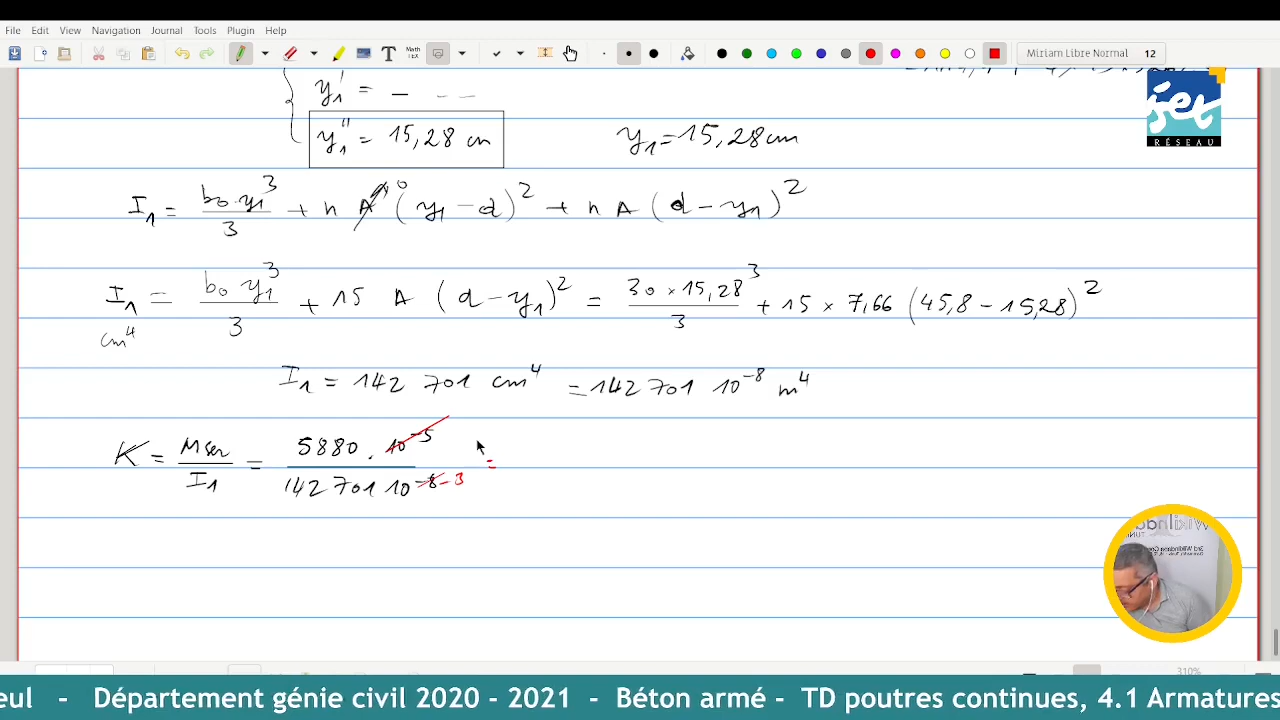 File Edit View Navigation Journal Tools Plugin Help
Miriam Libre Normal 12
y₁' = _ _ _
y₁'' = 15,28 cm y₁ = 15,28 cm
SET
RÉSEAU
I₁ = b₀.y₁³/3 + n A' (y₁ - d)² + n A (d - y₁)²
0
I₁ = b₀ y₁³/3 + 15 A (d - y₁)² = 30 × 15,28³/3 + 15 × 7,66 (45,8 - 15,28)²
cm⁴
I₁ = 142 701 cm⁴ = 142 701 10⁻⁸ m⁴
K = Mser/I₁ = 5880 . 10⁻⁵/142 701 10⁻⁸ -3 =
310%
eul - Département génie civil 2020 - 2021 - Béton armé - TD poutres continues, 4.1 Armatures